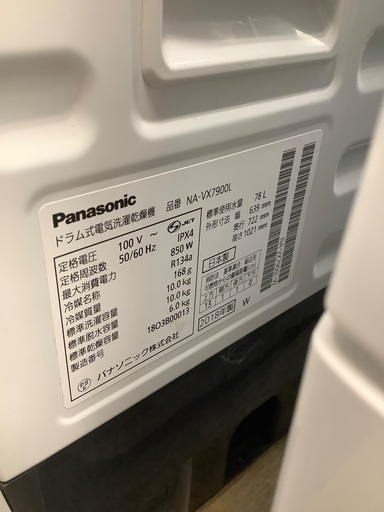 Panasonic
ドラム式電気洗濯乾燥機 品番 NA-VX7900L
定格電圧 100 V ~ IPX4
定格周波数 50/60 Hz
最大消費電力 850 W
冷媒名称 R134a
冷媒質量 168 g
標準洗濯容量 10.0 kg
標準脱水容量 10.0 kg
標準乾燥容量 6.0 kg
製造番号 18O3B00013
パナソニック株式会社
JET
標準使用水量 78 L
外形寸法 幅 639 mm
奥行 722 mm
高さ 1021 mm
日本製
2018年製 W